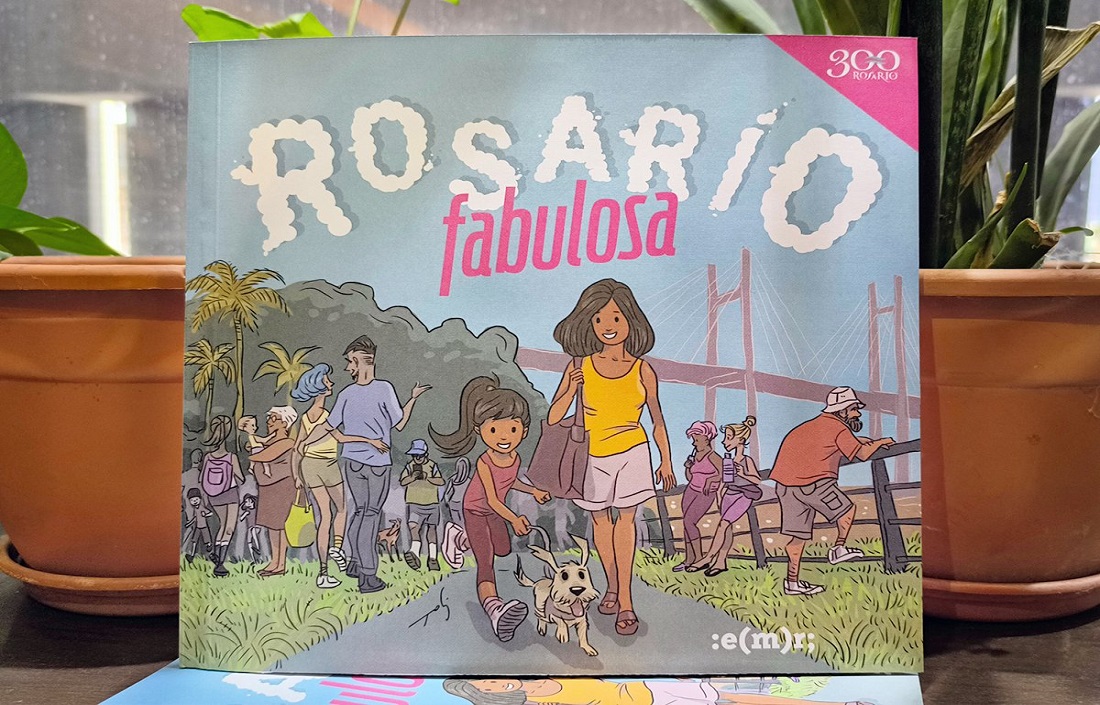 300
ROSARIO
ROSARIO
fabulosa
:e(m)r;